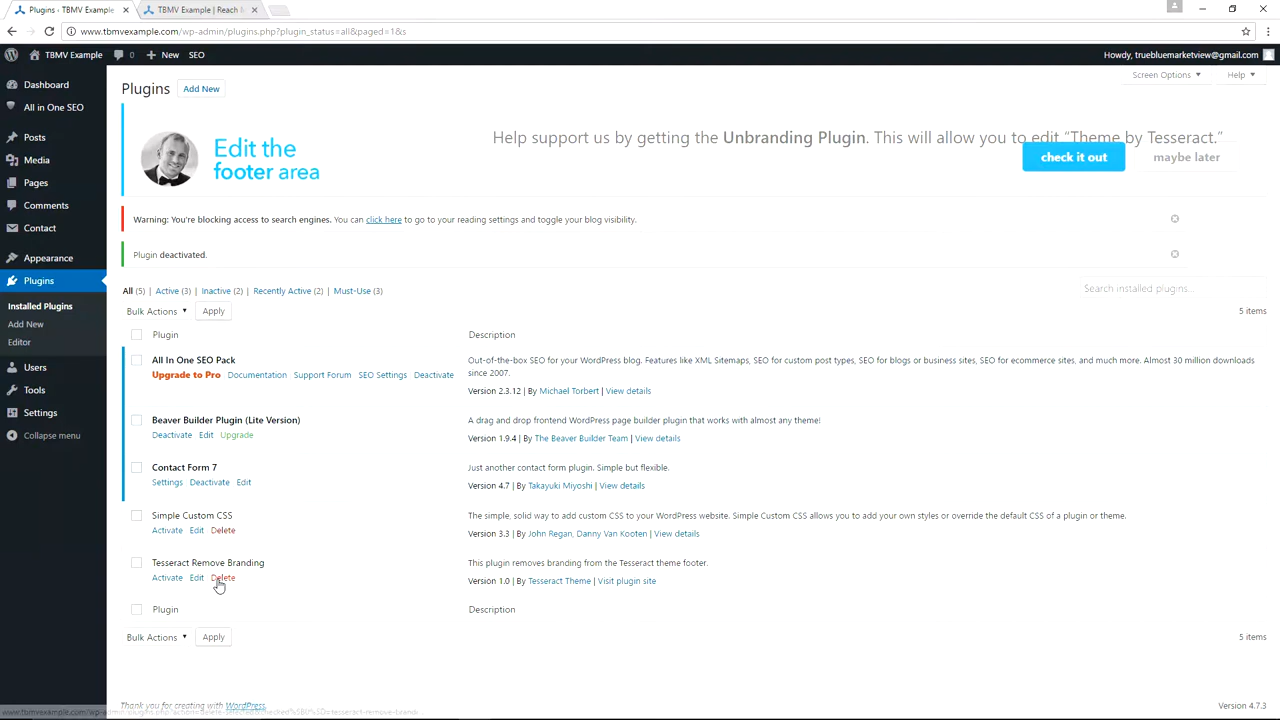 Plugins ‹ TBMV Example
TBMV Example | Reach
www.tbmvexample.com/wp-admin/plugins.php?plugin_status=all&paged=1&s
TBMV Example 0 New SEO
Howdy, truebluemarketview@gmail.com
Dashboard
All in One SEO
Posts
Media
Pages
Comments
Contact
Appearance
Plugins
Installed Plugins
Add New
Editor
Users
Tools
Settings
Collapse menu
Screen Options Help
Plugins Add New
Edit the
footer area
Help support us by getting the Unbranding Plugin. This will allow you to edit "Theme by Tesseract."
check it out maybe later
Warning: You're blocking access to search engines. You can click here to go to your reading settings and toggle your blog visibility.
Plugin deactivated.
All (5) | Active (3) | Inactive (2) | Recently Active (2) | Must-Use (3)
Search installed plugins...
Bulk Actions Apply 5 items
Plugin Description
All In One SEO Pack
Upgrade to Pro Documentation Support Forum SEO Settings Deactivate
Out-of-the-box SEO for your WordPress blog. Features like XML Sitemaps, SEO for custom post types, SEO for blogs or business sites, SEO for ecommerce sites, and much more. Almost 30 million downloads
since 2007.
Version 2.3.12 | By Michael Torbert | View details
Beaver Builder Plugin (Lite Version)
Deactivate Edit Upgrade
A drag and drop frontend WordPress page builder plugin that works with almost any theme!
Version 1.9.4 | By The Beaver Builder Team | View details
Contact Form 7
Settings Deactivate Edit
Just another contact form plugin. Simple but flexible.
Version 4.7 | By Takayuki Miyoshi | View details
Simple Custom CSS
Activate Edit Delete
The simple, solid way to add custom CSS to your WordPress website. Simple Custom CSS allows you to add your own styles or override the default CSS of a plugin or theme.
Version 3.3 | By John Regan, Danny Van Kooten | View details
Tesseract Remove Branding
Activate Edit Delete
This plugin removes branding from the Tesseract theme footer.
Version 1.0 | By Tesseract Theme | Visit plugin site
Plugin Description
Bulk Actions Apply 5 items
Thank you for creating with WordPress.
Version 4.7.3